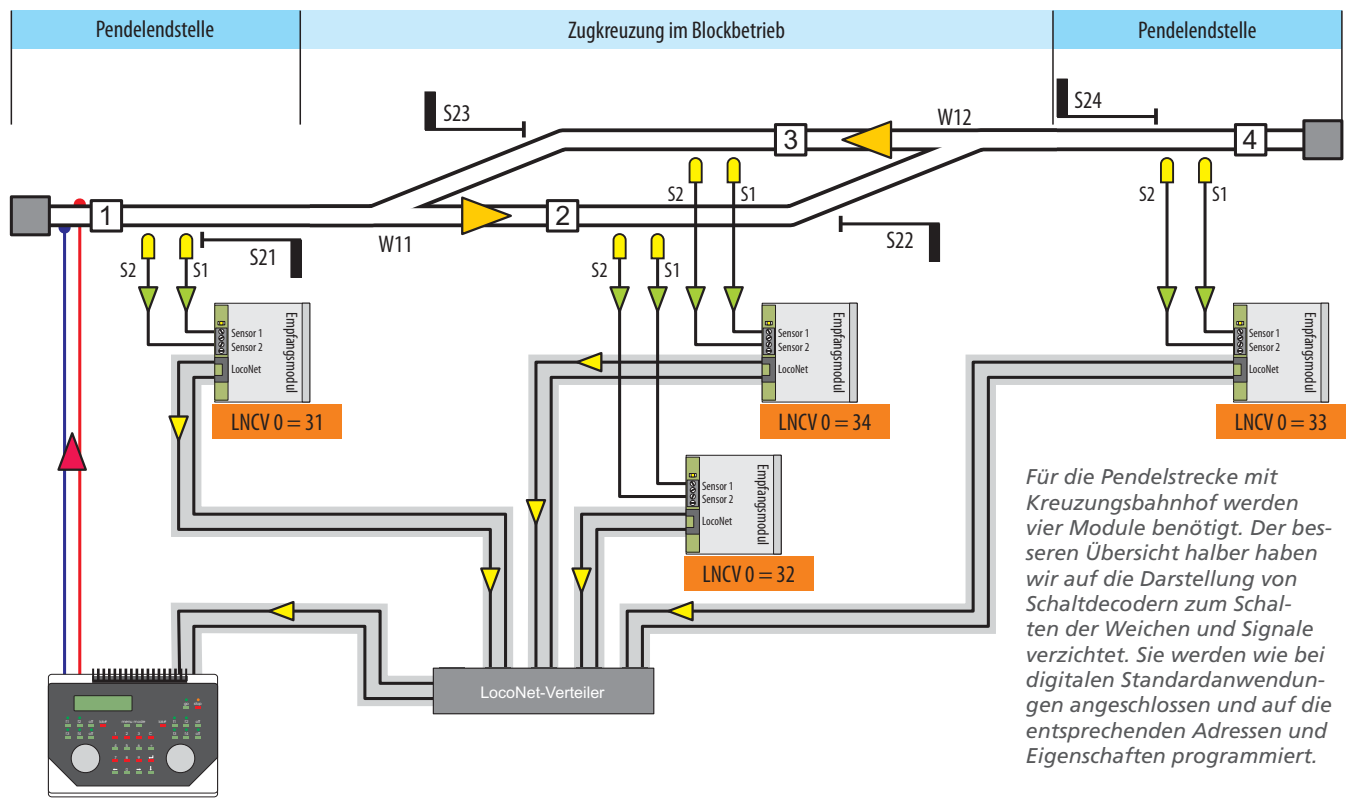 Pendelendstelle
Zugkreuzung im Blockbetrieb
Pendelendstelle
S23
S24
W12
3
4
S2
S1
S2
S1
1
2
W11
S21
S22
S2
S1
S2
S1
Sensor 1
Sensor 2
LocoNet
Empfangsmodul
LNCV 0 = 31
Sensor 1
Sensor 2
LocoNet
Empfangsmodul
LNCV 0 = 34
Sensor 1
Sensor 2
LocoNet
Empfangsmodul
LNCV 0 = 33
Sensor 1
Sensor 2
LocoNet
Empfangsmodul
LNCV 0 = 32
LocoNet-Verteiler
Für die Pendelstrecke mit
Kreuzungsbahnhof werden
vier Module benötigt. Der bes-
seren Übersicht halber haben
wir auf die Darstellung von
Schaltdecodern zum Schal-
ten der Weichen und Signale
verzichtet. Sie werden wie bei
digitalen Standardanwendun-
gen angeschlossen und auf die
entsprechenden Adressen und
Eigenschaften programmiert.